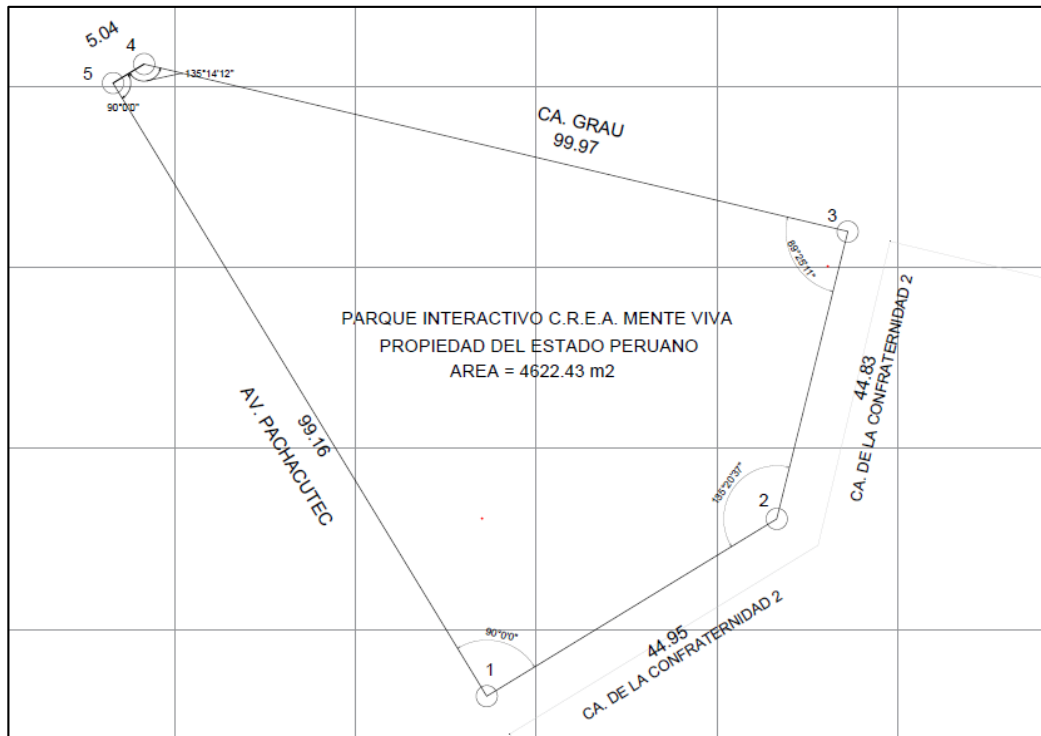 5.04
4
5
135°14'12"
90°0'0"
CA. GRAU
99.97
3
89°25'11"
PARQUE INTERACTIVO C.R.E.A. MENTE VIVA
PROPIEDAD DEL ESTADO PERUANO
AREA = 4622.43 m2
44.83
CA. DE LA CONFRATERNIDAD 2
99.16
AV. PACHACUTEC
135°20'37"
2
90°0'0"
1
44.95
CA. DE LA CONFRATERNIDAD 2